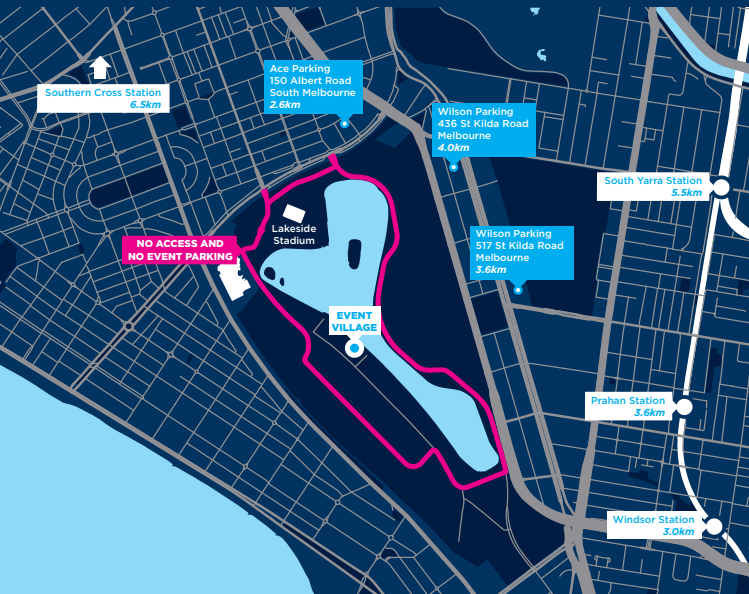 Ace Parking
150 Albert Road
South Melbourne
2.6km
Southern Cross Station
6.5km
Wilson Parking
436 St Kilda Road
Melbourne
4.0km
South Yarra Station
5.5km
Lakeside
Stadium
NO ACCESS AND
NO EVENT PARKING
Wilson Parking
517 St Kilda Road
Melbourne
3.6km
EVENT
VILLAGE
Prahan Station
3.6km
Windsor Station
3.0km